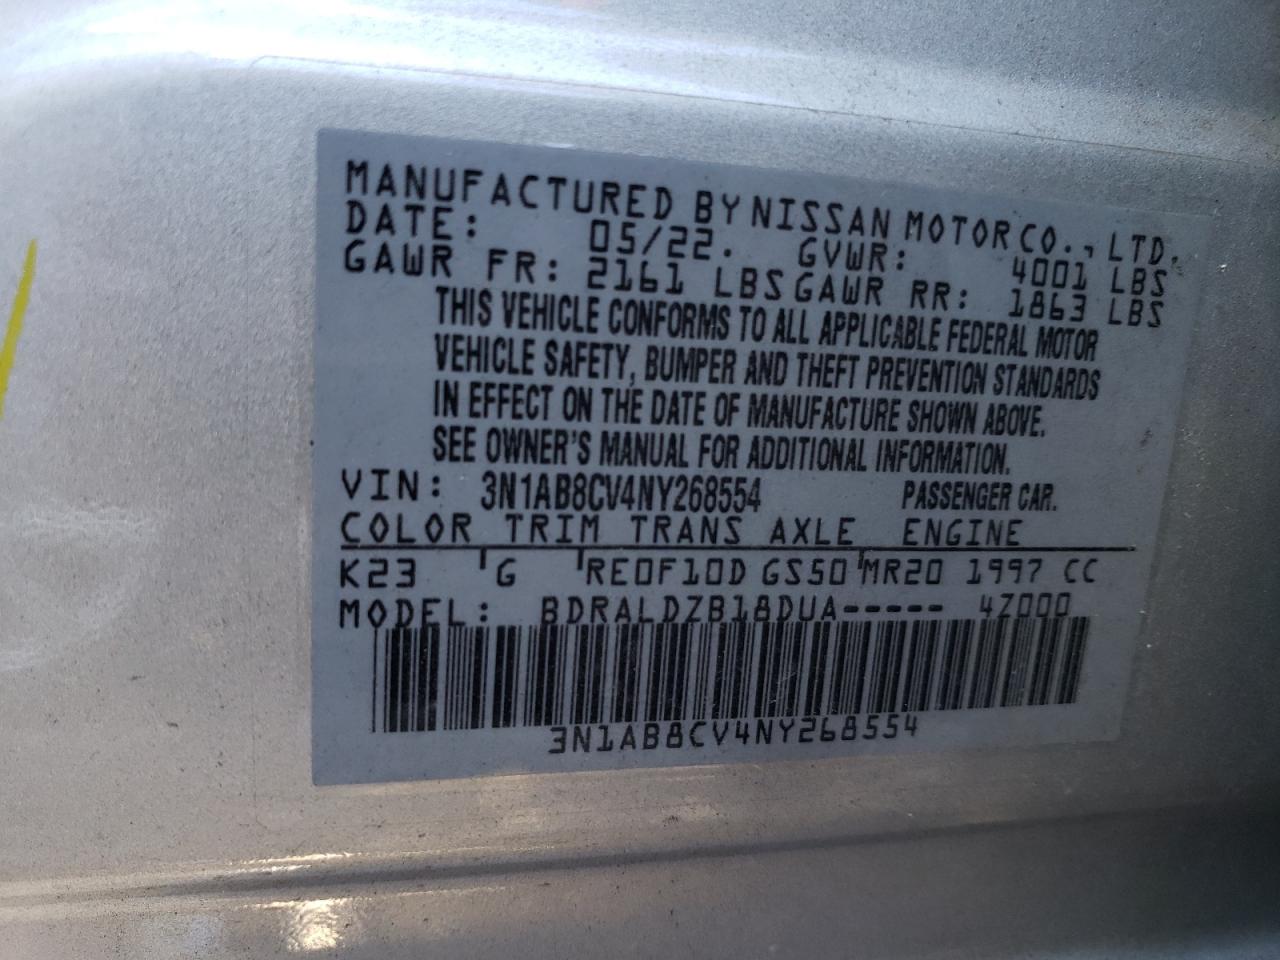 MANUFACTURED BY NISSAN MOTOR CO., LTD.
DATE: 05/22. GVWR: 4001 LBS
GAWR FR: 2161 LBS GAWR RR: 1863 LBS
THIS VEHICLE CONFORMS TO ALL APPLICABLE FEDERAL MOTOR
VEHICLE SAFETY, BUMPER AND THEFT PREVENTION STANDARDS
IN EFFECT ON THE DATE OF MANUFACTURE SHOWN ABOVE.
SEE OWNER'S MANUAL FOR ADDITIONAL INFORMATION.
VIN: 3N1AB8CV4NY268554 PASSENGER CAR.
COLOR TRIM TRANS AXLE ENGINE
K23 G RE0F10D GS50 MR20 1997 CC
MODEL: BDRALDZB18DUA----- 4Z000
3N1AB8CV4NY268554